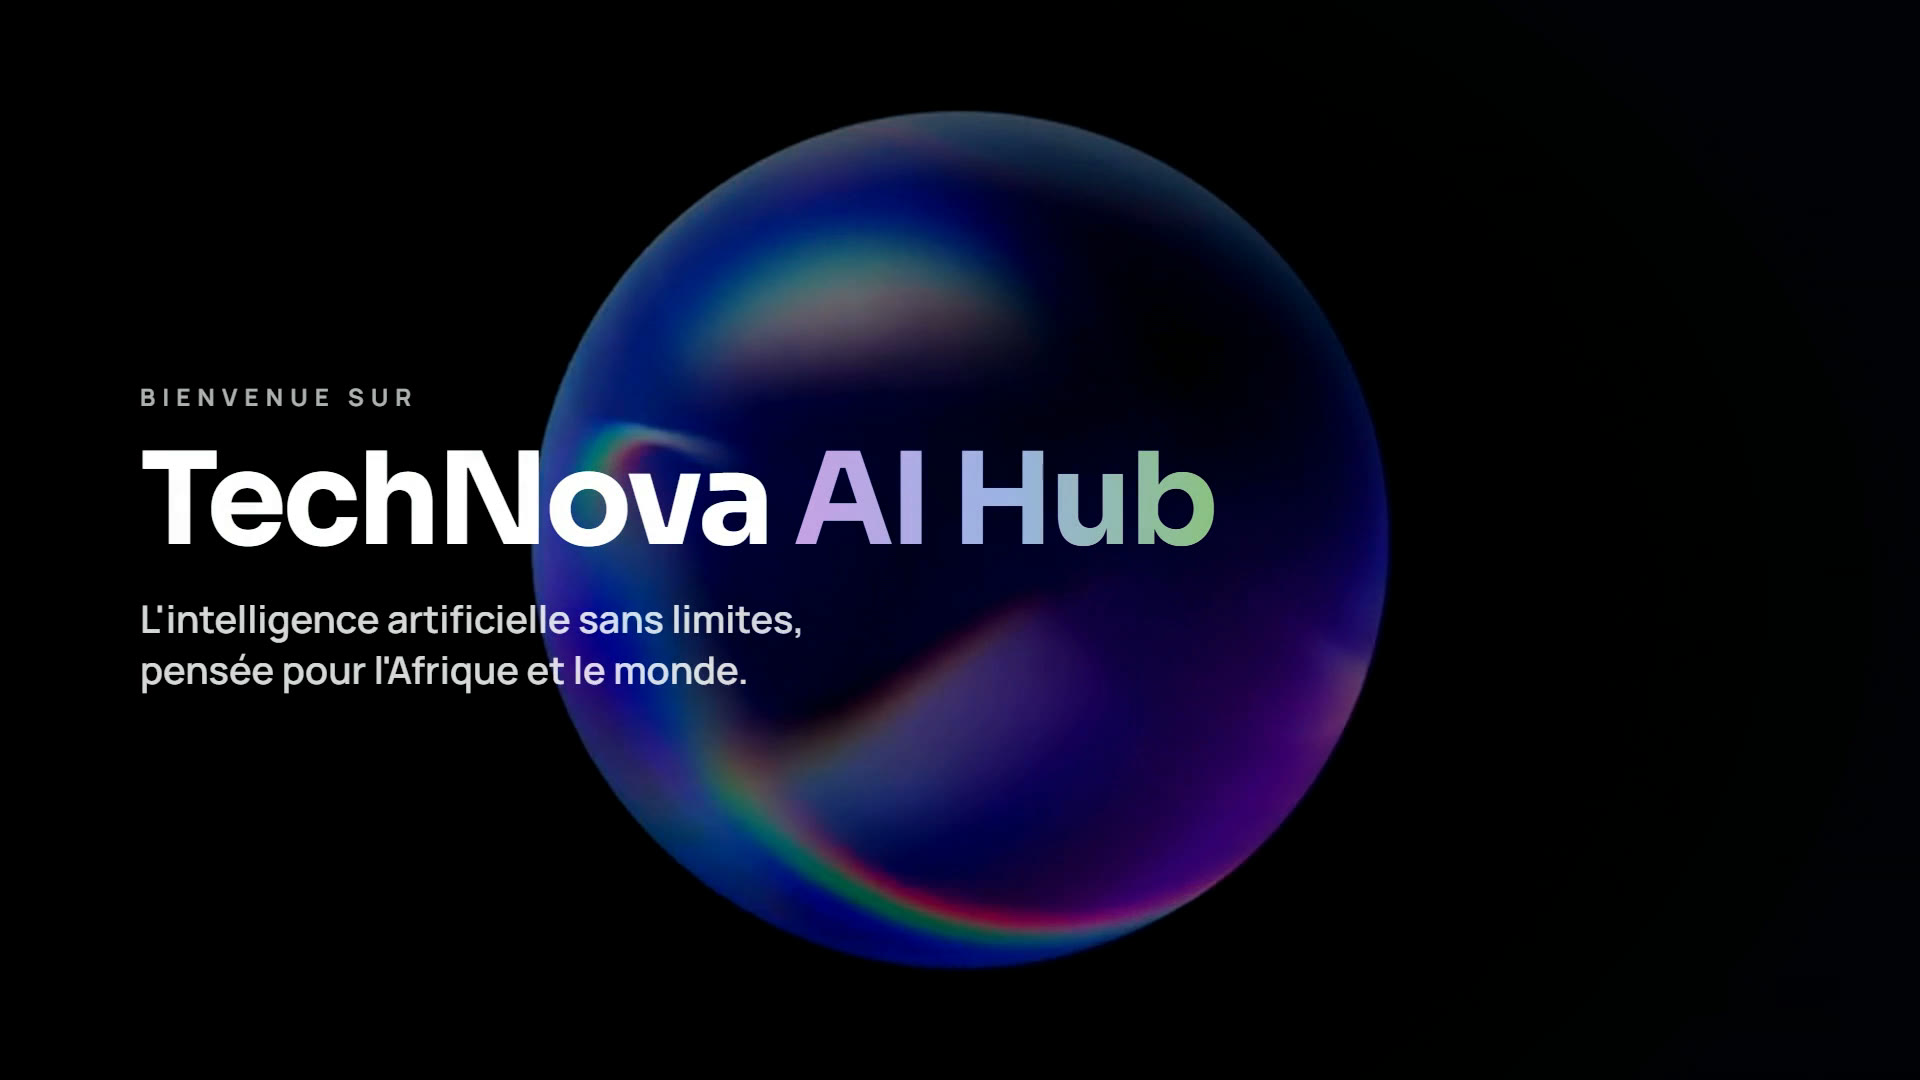 BIENVENUE SUR
TechNova AI Hub
L'intelligence artificielle sans limites,
pensée pour l'Afrique et le monde.